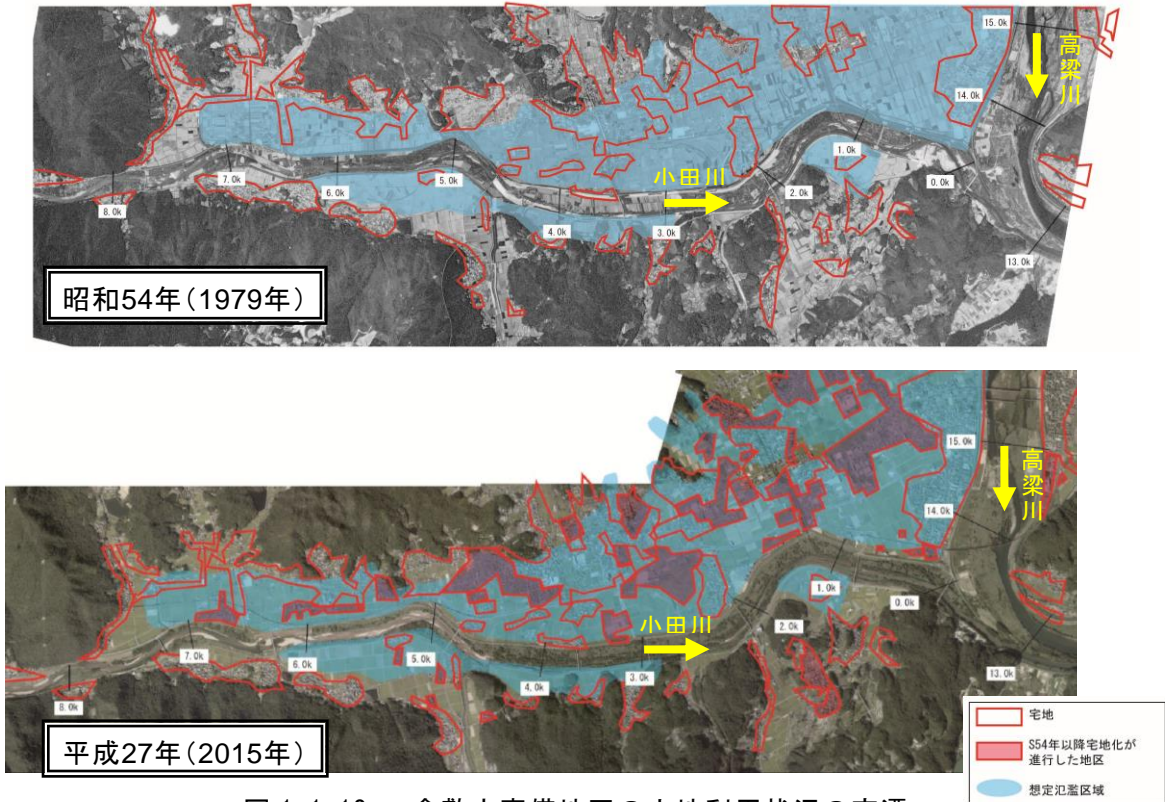 15.0k
高梁川
14.0k
1.0k
7.0k
6.0k
5.0k
小田川
2.0k
0.0k
8.0k
4.0k
3.0k
13.0k
昭和54年(1979年)
15.0k
高梁川
14.0k
1.0k
0.0k
小田川
2.0k
7.0k
6.0k
5.0k
4.0k
3.0k
13.0k
8.0k
平成27年(2015年)
宅地
S54年以降宅地化が
進行した地区
想定氾濫区域